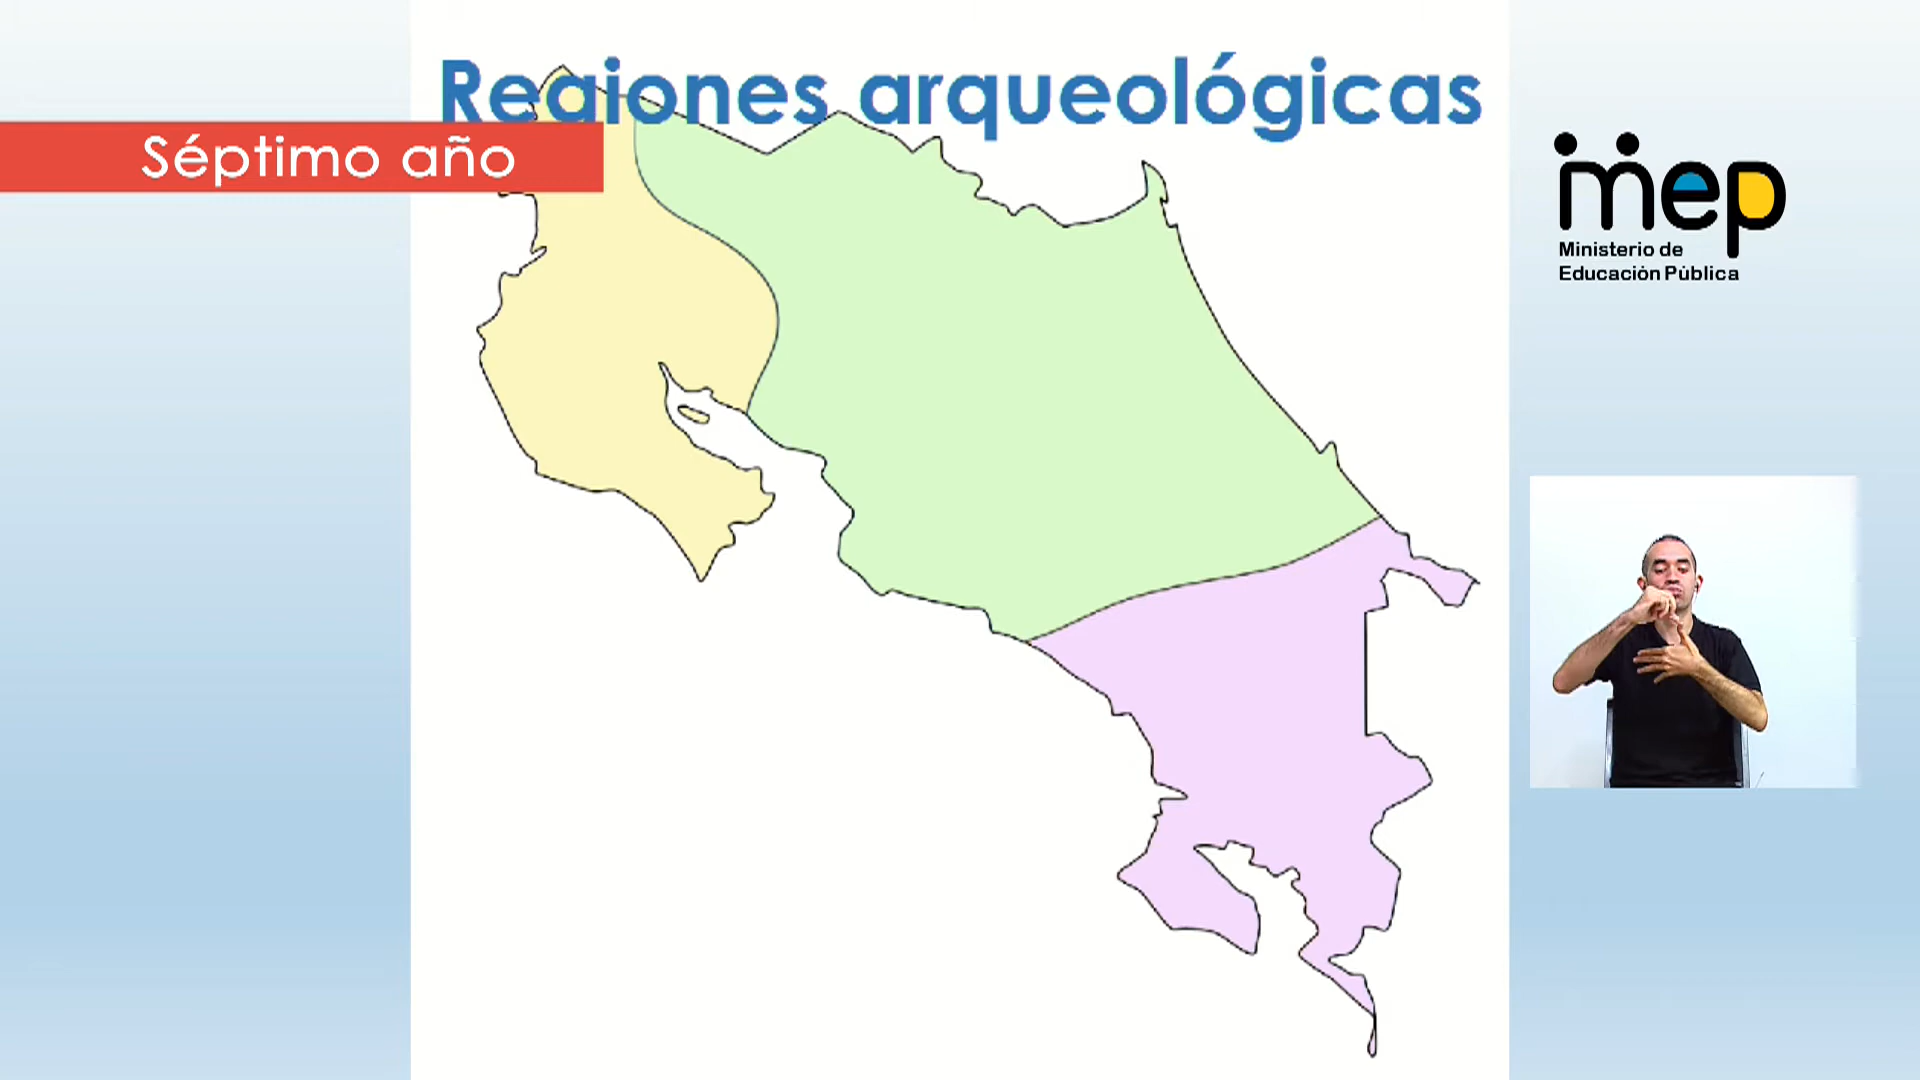 Regiones arqueológicas
Séptimo año
mep
Ministerio de
Educación Pública